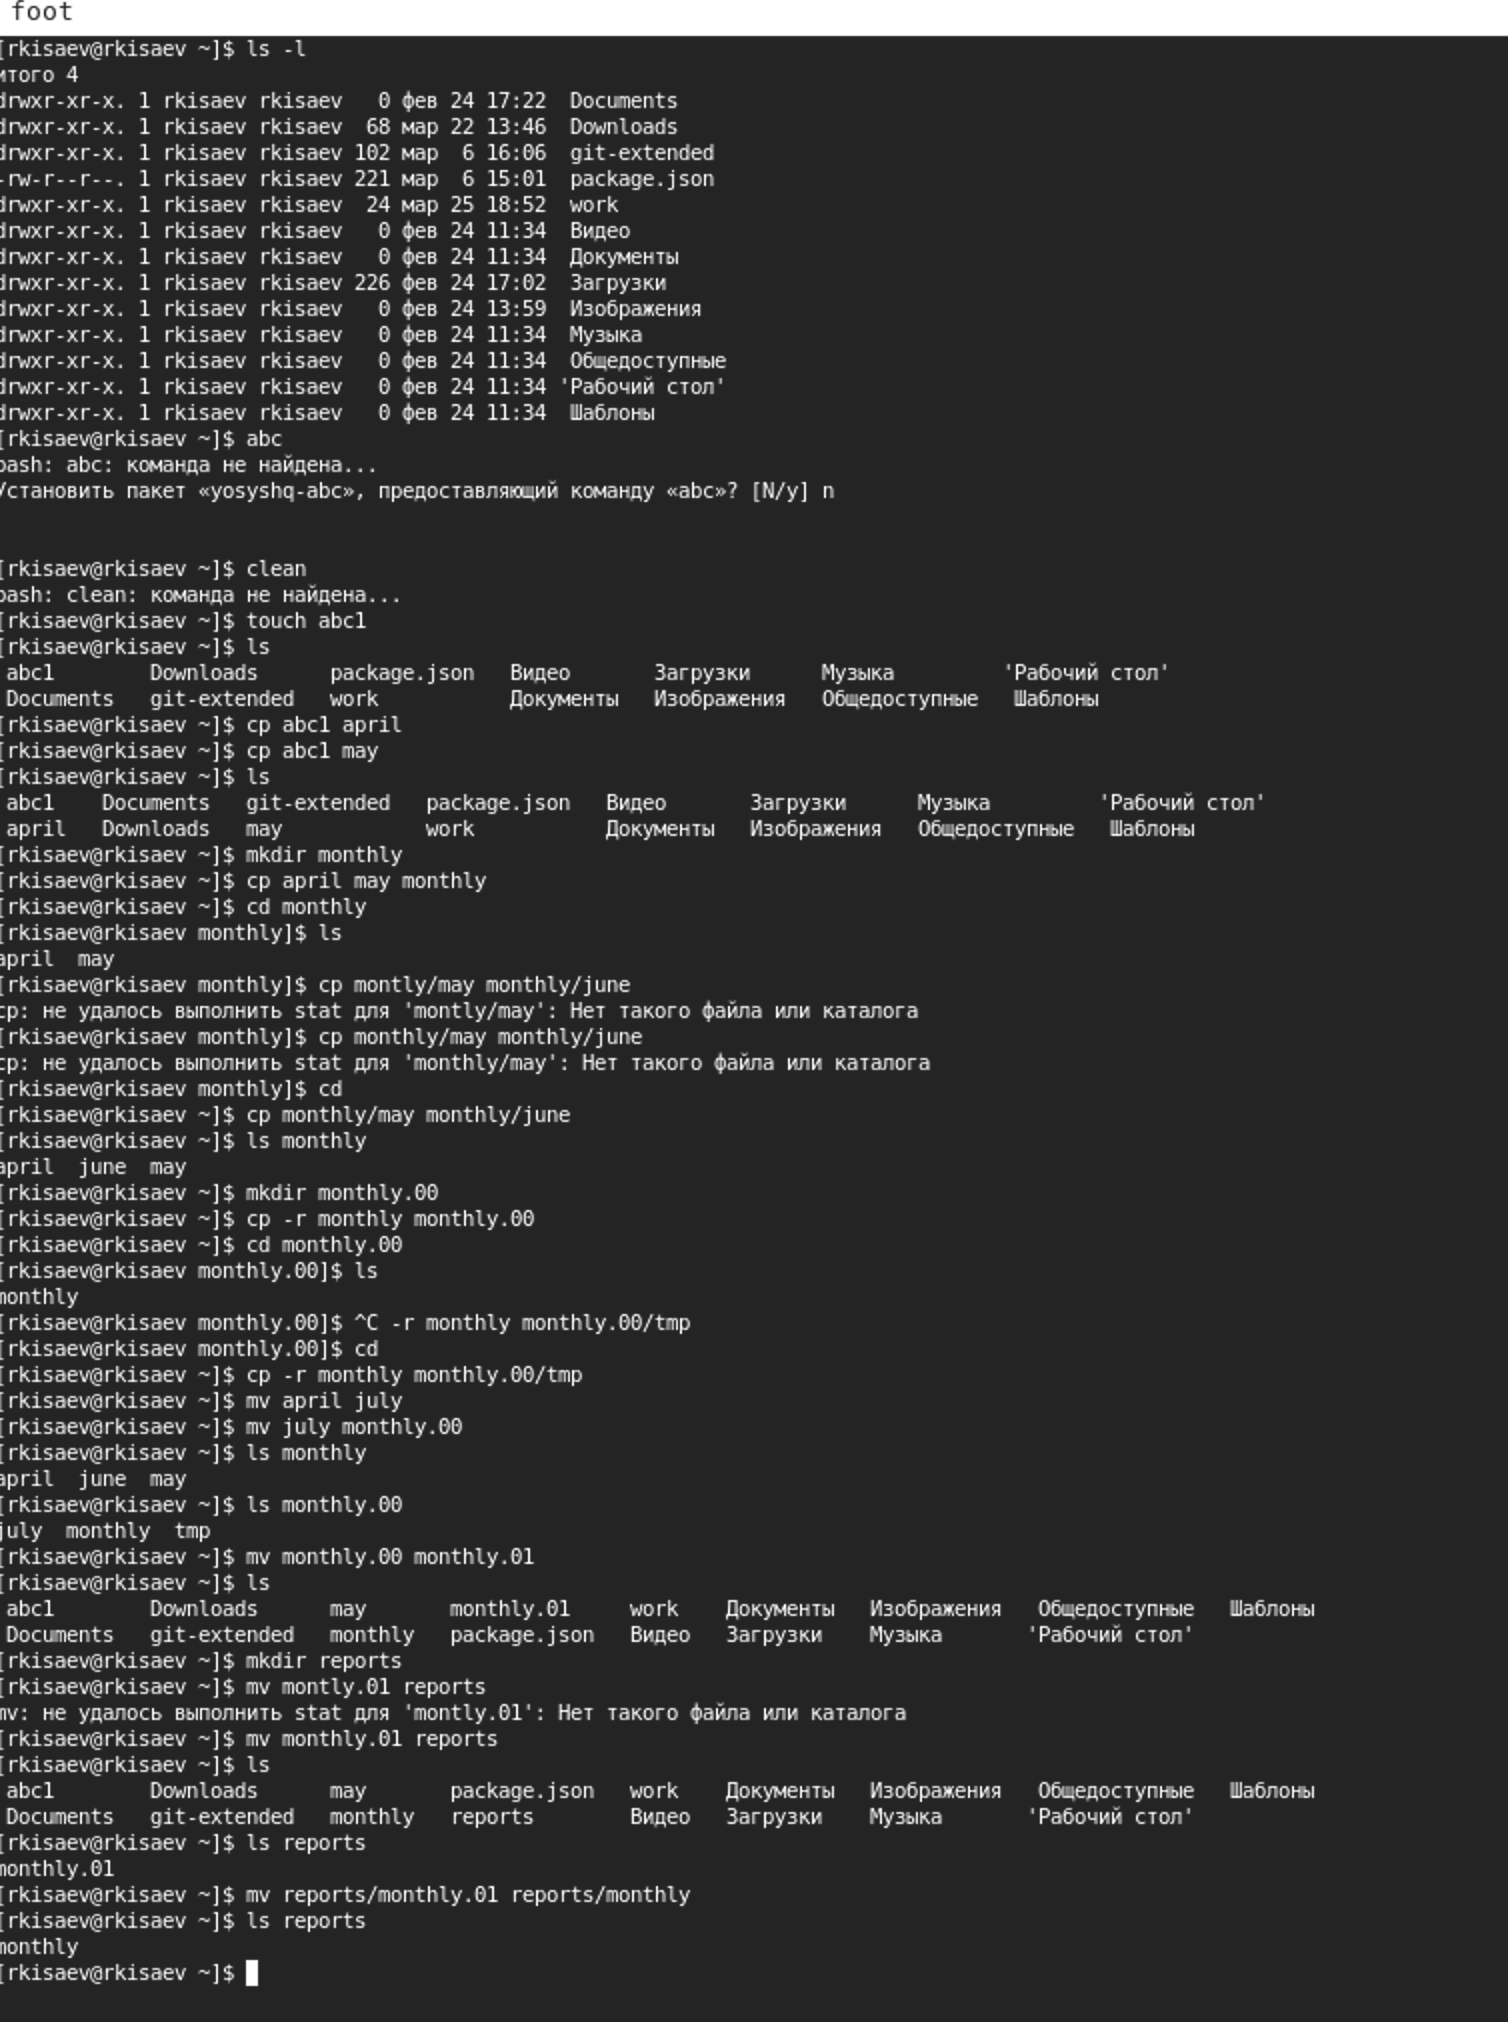 foot
[rkisaev@rkisaev ~]$ ls -l
итого 4
drwxr-xr-x. 1 rkisaev rkisaev   0 фев 24 17:22  Documents
drwxr-xr-x. 1 rkisaev rkisaev  68 мар 22 13:46  Downloads
drwxr-xr-x. 1 rkisaev rkisaev 102 мар  6 16:06  git-extended
-rw-r--r--. 1 rkisaev rkisaev 221 мар  6 15:01  package.json
drwxr-xr-x. 1 rkisaev rkisaev  24 мар 25 18:52  work
drwxr-xr-x. 1 rkisaev rkisaev   0 фев 24 11:34  Видео
drwxr-xr-x. 1 rkisaev rkisaev   0 фев 24 11:34  Документы
drwxr-xr-x. 1 rkisaev rkisaev 226 фев 24 17:02  Загрузки
drwxr-xr-x. 1 rkisaev rkisaev   0 фев 24 13:59  Изображения
drwxr-xr-x. 1 rkisaev rkisaev   0 фев 24 11:34  Музыка
drwxr-xr-x. 1 rkisaev rkisaev   0 фев 24 11:34  Общедоступные
drwxr-xr-x. 1 rkisaev rkisaev   0 фев 24 11:34 'Рабочий стол'
drwxr-xr-x. 1 rkisaev rkisaev   0 фев 24 11:34  Шаблоны
[rkisaev@rkisaev ~]$ abc
bash: abc: команда не найдена...
Установить пакет «yosyshq-abc», предоставляющий команду «abc»? [N/y] n
[rkisaev@rkisaev ~]$ clean
bash: clean: команда не найдена...
[rkisaev@rkisaev ~]$ touch abc1
[rkisaev@rkisaev ~]$ ls
abc1        Downloads      package.json   Видео       Загрузки      Музыка         'Рабочий стол'
Documents   git-extended   work           Документы   Изображения   Общедоступные   Шаблоны
[rkisaev@rkisaev ~]$ cp abc1 april
[rkisaev@rkisaev ~]$ cp abc1 may
[rkisaev@rkisaev ~]$ ls
abc1    Documents   git-extended   package.json   Видео       Загрузки      Музыка         'Рабочий стол'
april   Downloads   may            work           Документы   Изображения   Общедоступные   Шаблоны
[rkisaev@rkisaev ~]$ mkdir monthly
[rkisaev@rkisaev ~]$ cp april may monthly
[rkisaev@rkisaev ~]$ cd monthly
[rkisaev@rkisaev monthly]$ ls
april  may
[rkisaev@rkisaev monthly]$ cp montly/may monthly/june
cp: не удалось выполнить stat для 'montly/may': Нет такого файла или каталога
[rkisaev@rkisaev monthly]$ cp monthly/may monthly/june
cp: не удалось выполнить stat для 'monthly/may': Нет такого файла или каталога
[rkisaev@rkisaev monthly]$ cd
[rkisaev@rkisaev ~]$ cp monthly/may monthly/june
[rkisaev@rkisaev ~]$ ls monthly
april  june  may
[rkisaev@rkisaev ~]$ mkdir monthly.00
[rkisaev@rkisaev ~]$ cp -r monthly monthly.00
[rkisaev@rkisaev ~]$ cd monthly.00
[rkisaev@rkisaev monthly.00]$ ls
monthly
[rkisaev@rkisaev monthly.00]$ ^C -r monthly monthly.00/tmp
[rkisaev@rkisaev monthly.00]$ cd
[rkisaev@rkisaev ~]$ cp -r monthly monthly.00/tmp
[rkisaev@rkisaev ~]$ mv april july
[rkisaev@rkisaev ~]$ mv july monthly.00
[rkisaev@rkisaev ~]$ ls monthly
april  june  may
[rkisaev@rkisaev ~]$ ls monthly.00
july  monthly  tmp
[rkisaev@rkisaev ~]$ mv monthly.00 monthly.01
[rkisaev@rkisaev ~]$ ls
abc1        Downloads      may       monthly.01     work    Документы   Изображения   Общедоступные   Шаблоны
Documents   git-extended   monthly   package.json   Видео   Загрузки    Музыка       'Рабочий стол'
[rkisaev@rkisaev ~]$ mkdir reports
[rkisaev@rkisaev ~]$ mv montly.01 reports
mv: не удалось выполнить stat для 'montly.01': Нет такого файла или каталога
[rkisaev@rkisaev ~]$ mv monthly.01 reports
[rkisaev@rkisaev ~]$ ls
abc1        Downloads      may       package.json   work    Документы   Изображения   Общедоступные   Шаблоны
Documents   git-extended   monthly   reports        Видео   Загрузки    Музыка       'Рабочий стол'
[rkisaev@rkisaev ~]$ ls reports
monthly.01
[rkisaev@rkisaev ~]$ mv reports/monthly.01 reports/monthly
[rkisaev@rkisaev ~]$ ls reports
monthly
[rkisaev@rkisaev ~]$